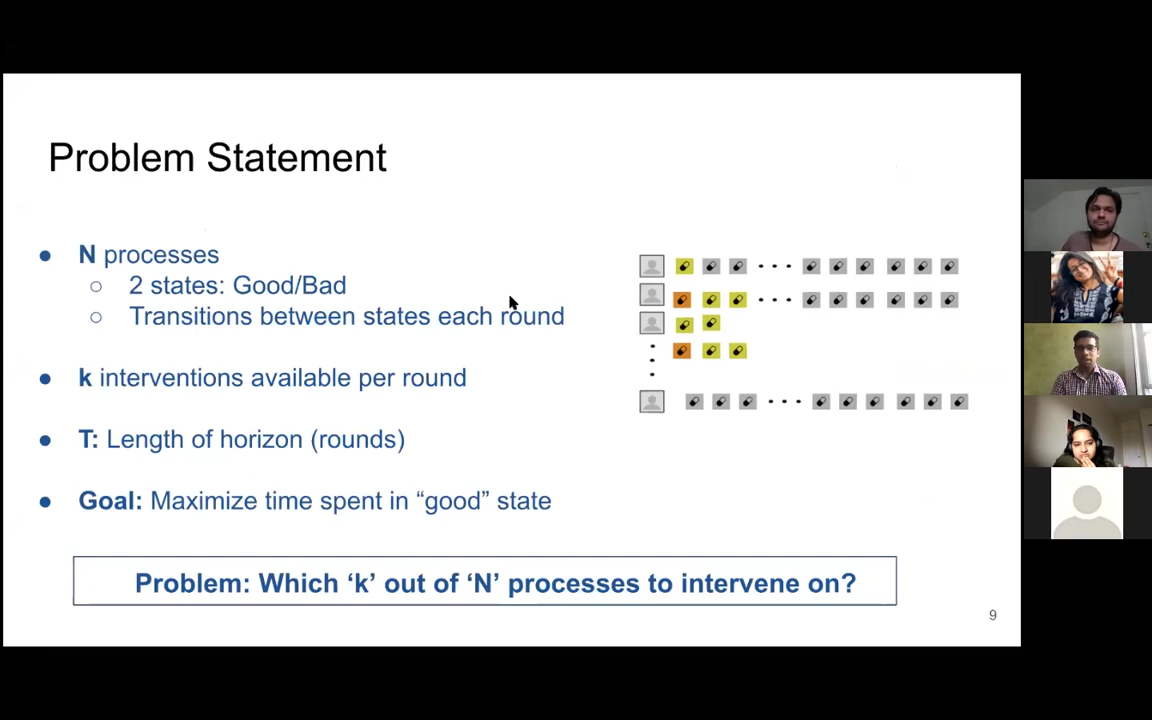 Problem Statement
● N processes
○ 2 states: Good/Bad
○ Transitions between states each round
● k interventions available per round
● T: Length of horizon (rounds)
● Goal: Maximize time spent in “good” state
Problem: Which ‘k’ out of ‘N’ processes to intervene on?
9